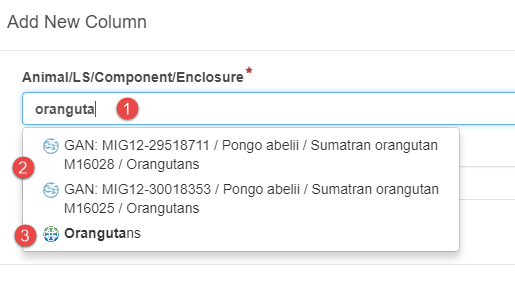 Add New Column
Animal/LS/Component/Enclosure*
oranguta 1
GAN: MIG12-29518711 / Pongo abelii / Sumatran orangutan
2 M16028 / Orangutans
GAN: MIG12-30018353 / Pongo abelii / Sumatran orangutan
M16025 / Orangutans
3 Orangutans